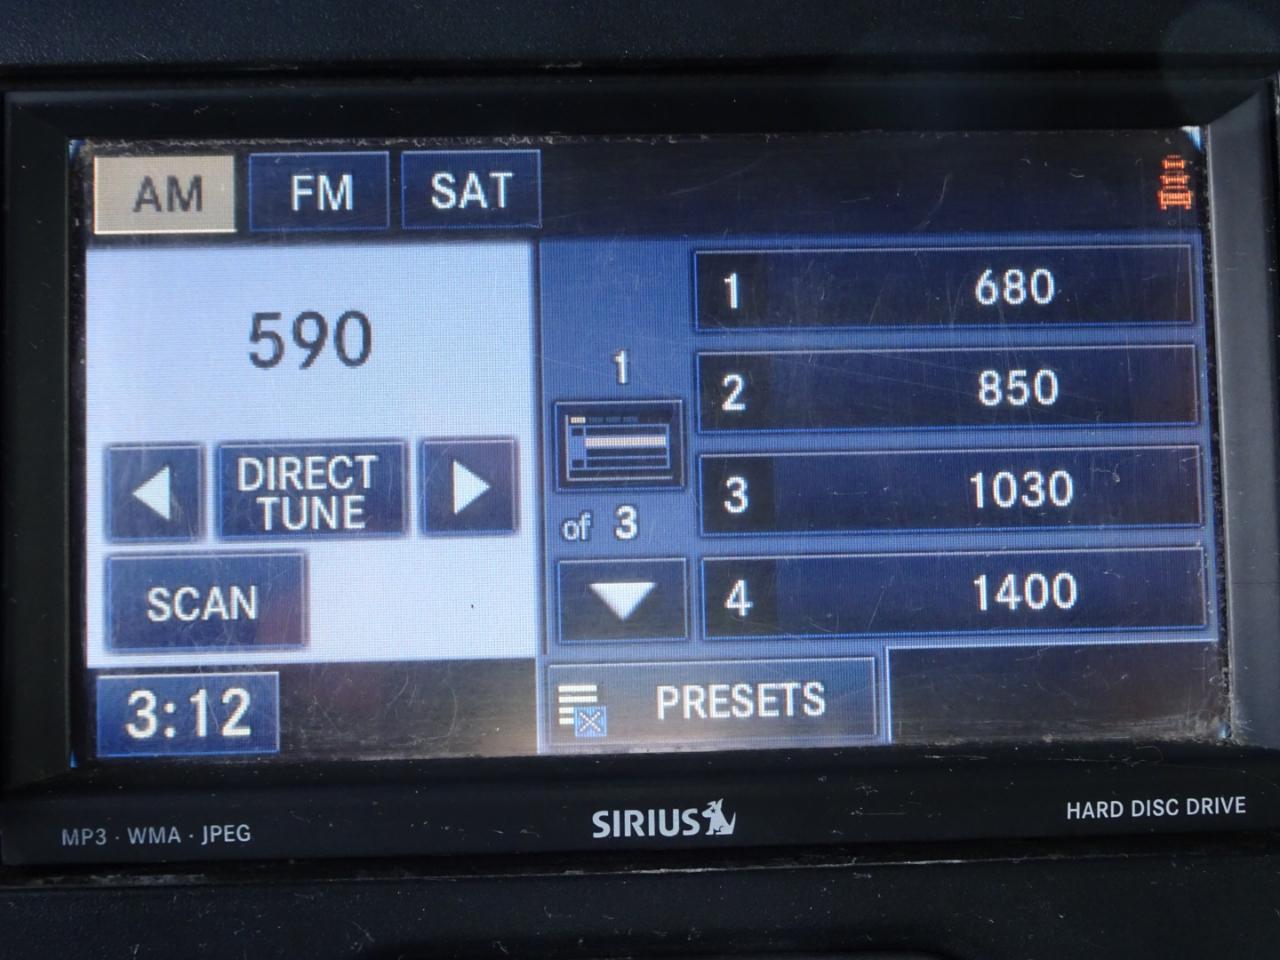 AM FM SAT
590
DIRECT
TUNE
SCAN
3:12
1
of 3
1 680
2 850
3 1030
4 1400
PRESETS
MP3 · WMA · JPEG
SIRIUS
HARD DISC DRIVE